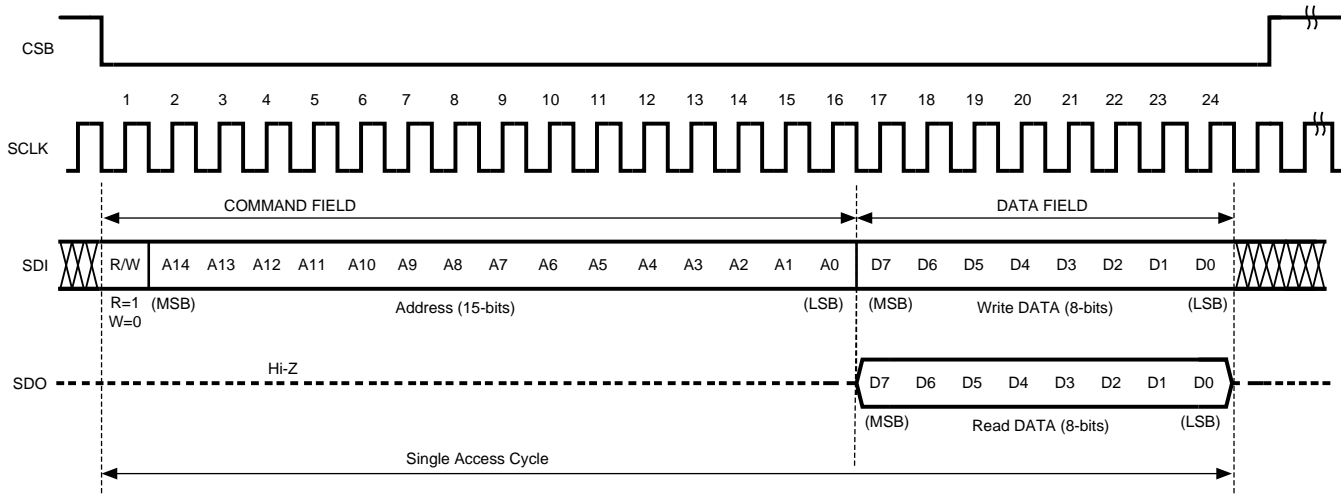 CSB
1 2 3 4 5 6 7 8 9 10 11 12 13 14 15 16 17 18 19 20 21 22 23 24
SCLK
COMMAND FIELD DATA FIELD
SDI R/W A14 A13 A12 A11 A10 A9 A8 A7 A6 A5 A4 A3 A2 A1 A0 D7 D6 D5 D4 D3 D2 D1 D0
R=1 (MSB) Address (15-bits) (LSB) (MSB) Write DATA (8-bits) (LSB)
W=0
Hi-Z
SDO D7 D6 D5 D4 D3 D2 D1 D0
(MSB) Read DATA (8-bits) (LSB)
Single Access Cycle